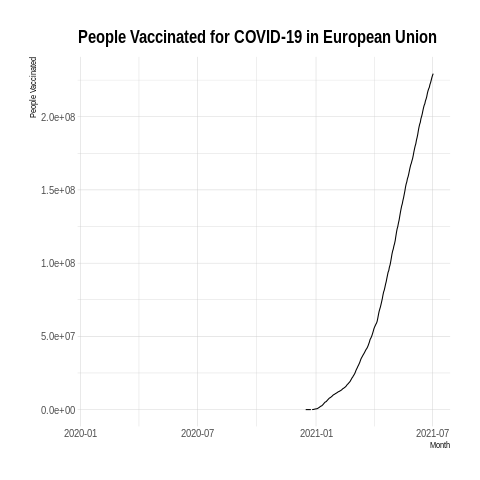 People Vaccinated for COVID-19 in European Union
People Vaccinated
2.0e+08
1.5e+08
1.0e+08
5.0e+07
0.0e+00
2020-01 2020-07 2021-01 2021-07
Month